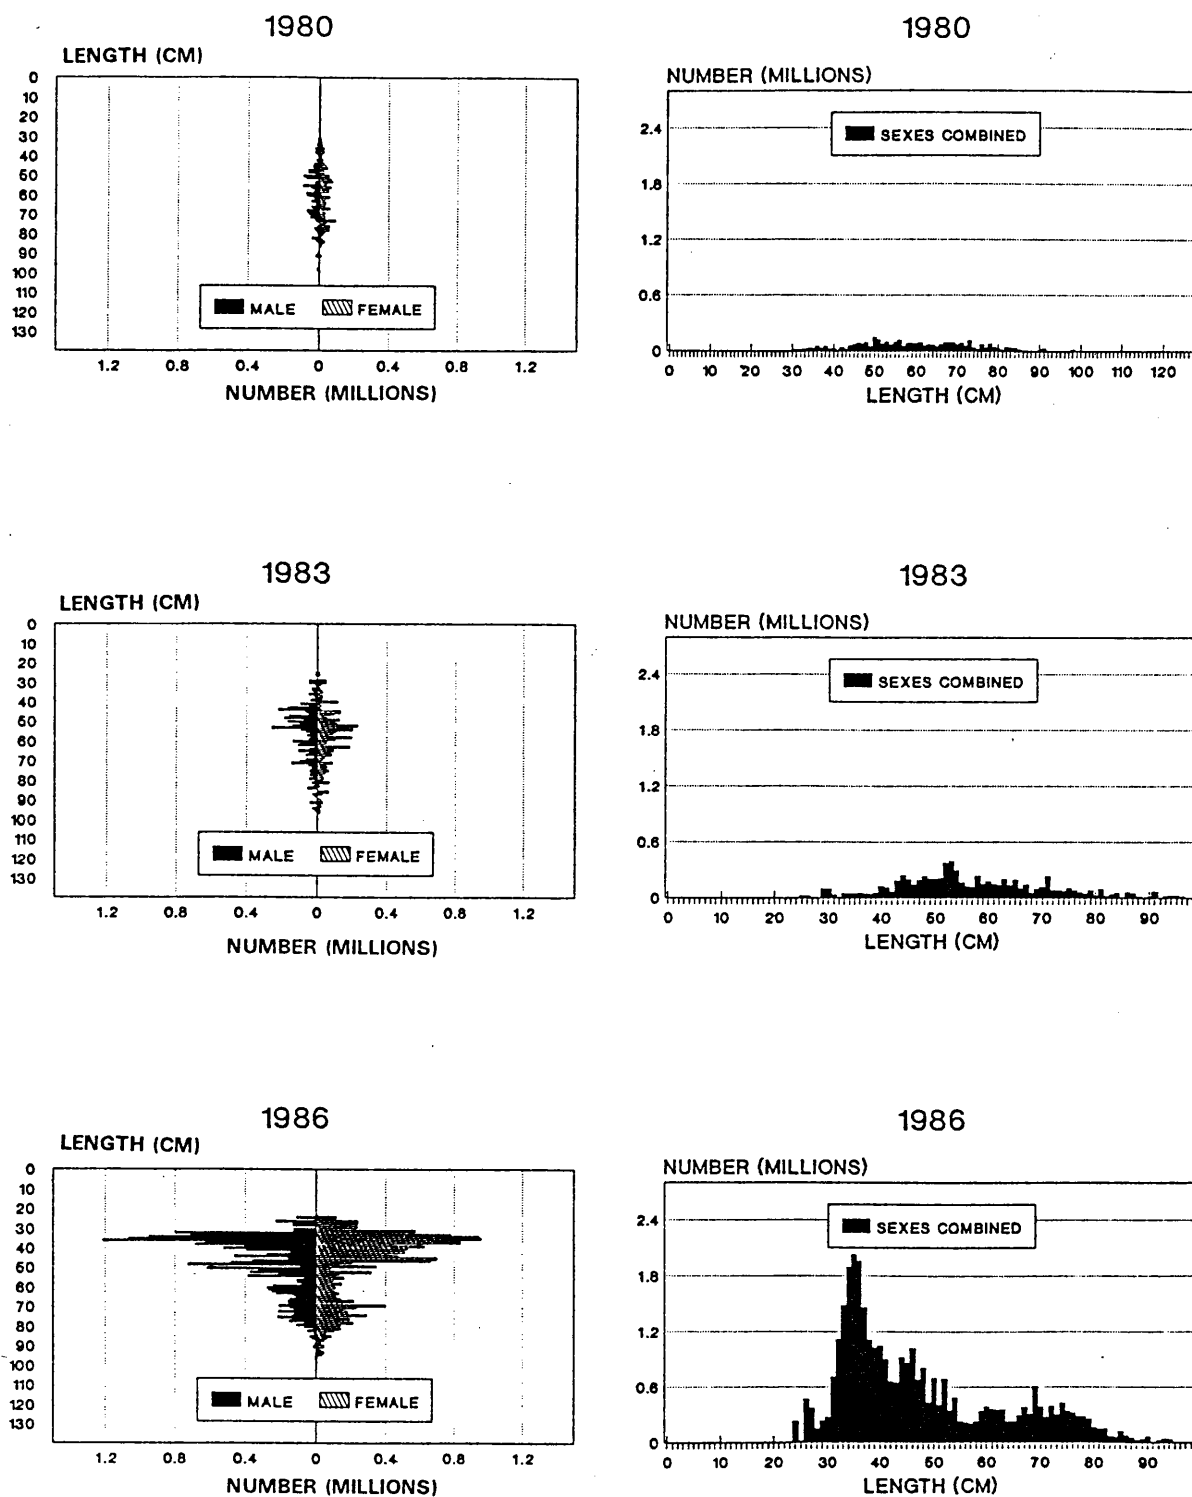 1980
LENGTH (CM)
0
10
20
30
40
50
60
70
80
90
100
110
120
130
MALE FEMALE
1.2 0.8 0.4 0 0.4 0.8 1.2
NUMBER (MILLIONS)
1980
NUMBER (MILLIONS)
2.4
1.8
1.2
0.6
0
SEXES COMBINED
0 10 20 30 40 50 60 70 80 90 100 110 120
LENGTH (CM)
1983
LENGTH (CM)
0
10
20
30
40
50
60
70
80
90
100
110
120
130
MALE FEMALE
1.2 0.8 0.4 0 0.4 0.8 1.2
NUMBER (MILLIONS)
1983
NUMBER (MILLIONS)
2.4
1.8
1.2
0.6
0
SEXES COMBINED
0 10 20 30 40 50 60 70 80 90
LENGTH (CM)
1986
LENGTH (CM)
0
10
20
30
40
50
60
70
80
90
100
110
120
130
MALE FEMALE
1.2 0.8 0.4 0 0.4 0.8 1.2
NUMBER (MILLIONS)
1986
NUMBER (MILLIONS)
2.4
1.8
1.2
0.6
0
SEXES COMBINED
0 10 20 30 40 50 60 70 80 90
LENGTH (CM)